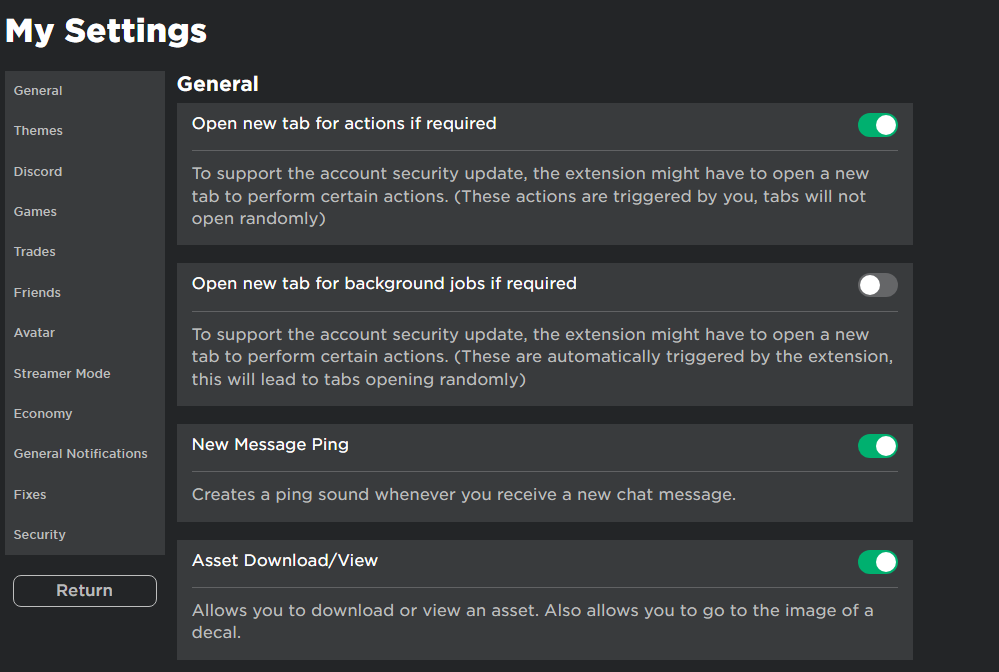 My Settings
General
Themes
Discord
Games
Trades
Friends
Avatar
Streamer Mode
Economy
General Notifications
Fixes
Security
Return
General
Open new tab for actions if required
To support the account security update, the extension might have to open a new
tab to perform certain actions. (These actions are triggered by you, tabs will not
open randomly)
Open new tab for background jobs if required
To support the account security update, the extension might have to open a new
tab to perform certain actions. (These are automatically triggered by the extension,
this will lead to tabs opening randomly)
New Message Ping
Creates a ping sound whenever you receive a new chat message.
Asset Download/View
Allows you to download or view an asset. Also allows you to go to the image of a
decal.